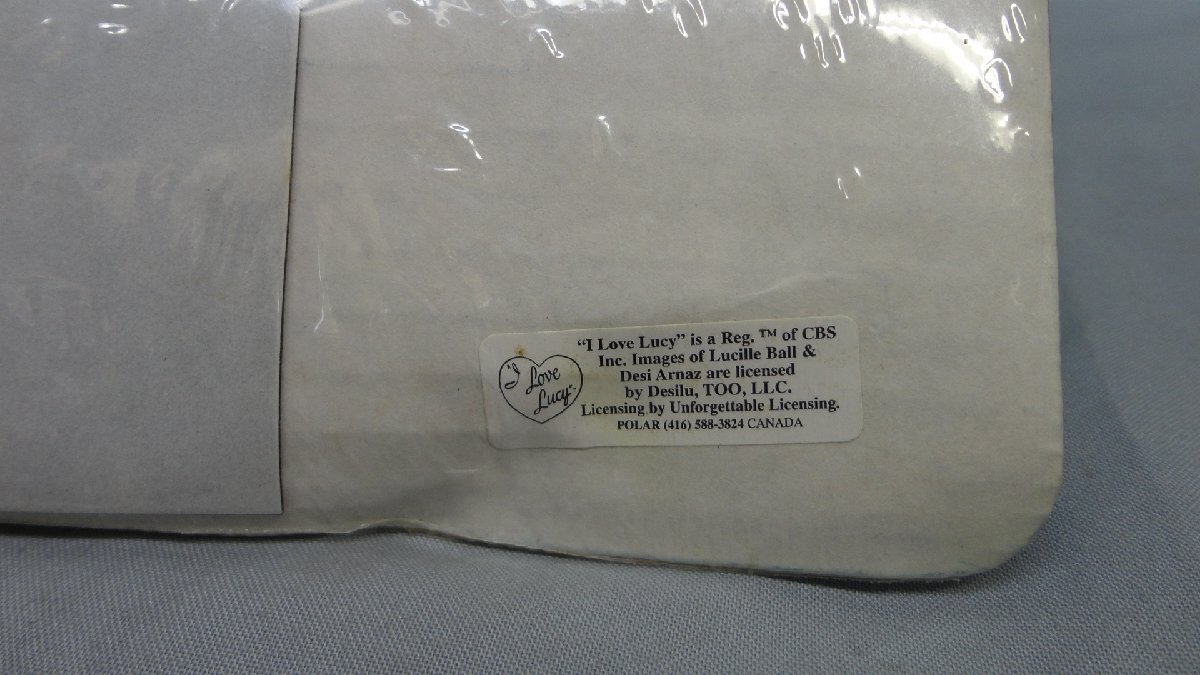 "I
Love
Lucy"
"I Love Lucy" is a Reg. ™ of CBS
Inc. Images of Lucille Ball &
Desi Arnaz are licensed
by Desilu, TOO, LLC.
Licensing by Unforgettable Licensing.
POLAR (416) 588-3824 CANADA